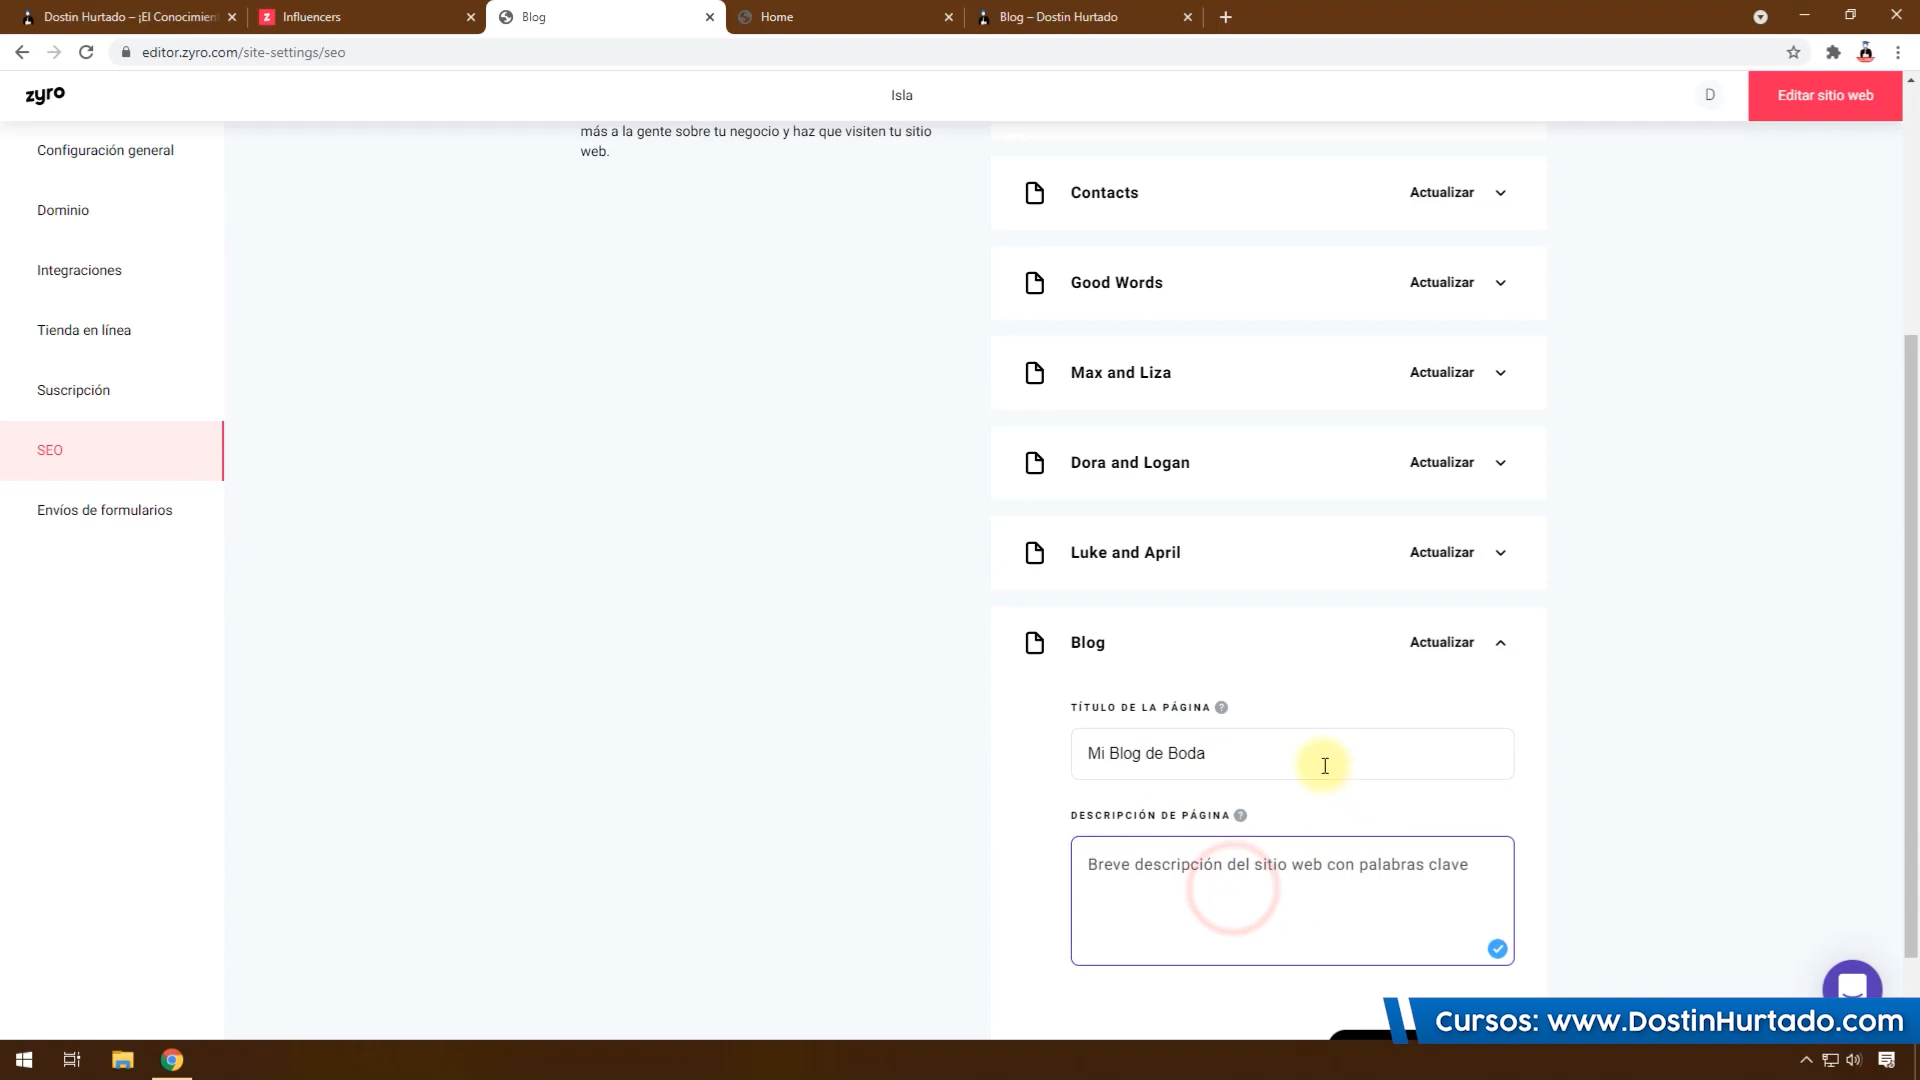 Dostin Hurtado – ¡El Conocimien
Influencers
Blog
Home
Blog – Dostin Hurtado
editor.zyro.com/site-settings/seo
zyro
Isla
D
Editar sitio web
Configuración general
Dominio
Integraciones
Tienda en línea
Suscripción
SEO
Envíos de formularios
más a la gente sobre tu negocio y haz que visiten tu sitio
web.
Contacts
Actualizar
Good Words
Actualizar
Max and Liza
Actualizar
Dora and Logan
Actualizar
Luke and April
Actualizar
Blog
Actualizar
TÍTULO DE LA PÁGINA ?
Mi Blog de Boda
DESCRIPCIÓN DE PÁGINA ?
Breve descripción del sitio web con palabras clave
Cursos: www.DostinHurtado.com